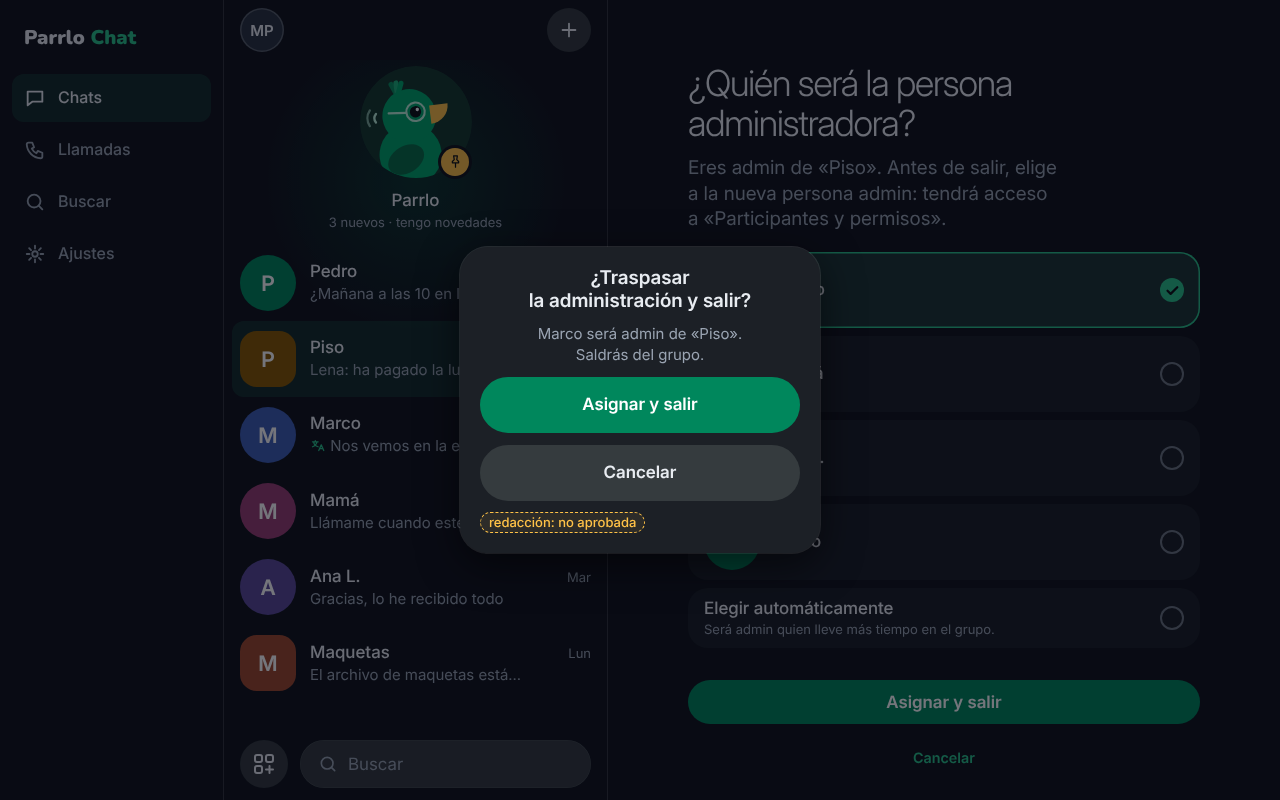 Parrlo Chat
Chats
Llamadas
Buscar
Ajustes
MP
Parrlo
3 nuevos · tengo novedades
P
Pedro
¿Mañana a las 10 en
P
Piso
Lena: ha pagado la
M
Marco
Nos vemos en la
M
Mamá
Llámame cuando
A
Ana L.
Mar
Gracias, lo he recibido todo
M
Maquetas
Lun
El archivo de maquetas está...
Buscar
¿Quién será la persona
administradora?
Eres admin de «Piso». Antes de salir, elige
a la nueva persona admin: tendrá acceso
a «Participantes y permisos».
Elegir automáticamente
Será admin quien lleve más tiempo en el grupo.
Asignar y salir
Cancelar
¿Traspasar
la administración y salir?
Marco será admin de «Piso».
Saldrás del grupo.
Asignar y salir
Cancelar
redacción: no aprobada